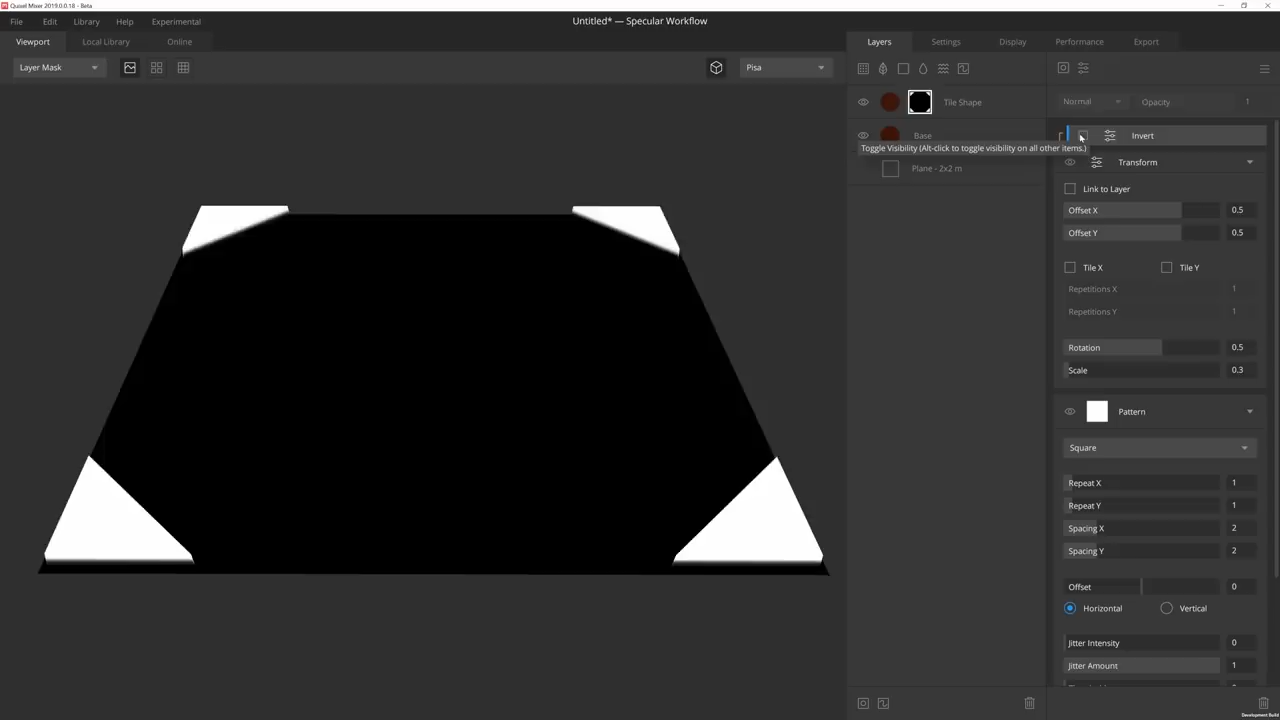 Quixel Mixer 2019.0.0.18 - Beta
File Edit Library Help Experimental
Untitled* — Specular Workflow
Viewport Local Library Online
Layers Settings Display Performance Export
Layer Mask
Pisa
Normal Opacity 1
Tile Shape
Base
Invert
Toggle Visibility (Alt-click to toggle visibility on all other items.)
Transform
Plane - 2x2 m
Link to Layer
Offset X 0.5
Offset Y 0.5
Tile X Tile Y
Repetitions X 1
Repetitions Y 1
Rotation 0.5
Scale 0.3
Pattern
Square
Repeat X 1
Repeat Y 1
Spacing X 2
Spacing Y 2
Offset 0
Horizontal Vertical
Jitter Intensity 0
Jitter Amount 1
Development Build